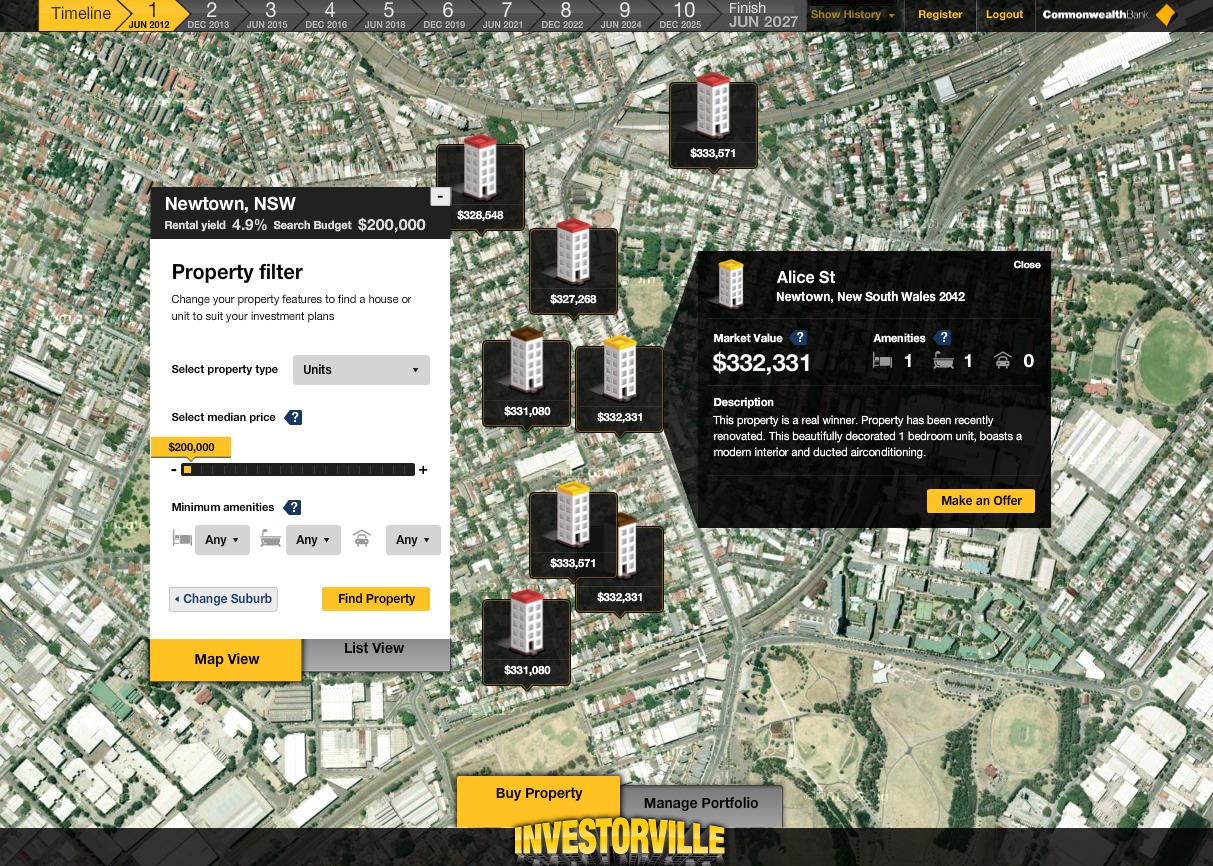 Timeline
1
JUN 2012
2
DEC 2013
3
JUN 2015
4
DEC 2016
5
JUN 2018
6
DEC 2019
7
JUN 2021
8
DEC 2022
9
JUN 2024
10
DEC 2025
Finish
JUN 2027
Show History
Register
Logout
CommonwealthBank
$333,571
$328,548
$327,268
$331,080
$332,331
$333,571
$332,331
$331,080
Newtown, NSW
-
Rental yield 4.9% Search Budget $200,000
Property filter
Change your property features to find a house or
unit to suit your investment plans
Select property type Units
Select median price ?
$200,000
- +
Minimum amenities ?
Any Any Any
Change Suburb Find Property
Map View List View
Close
Alice St
Newtown, New South Wales 2042
Market Value ? Amenities ?
$332,331 1 1 0
Description
This property is a real winner. Property has been recently
renovated. This beautifully decorated 1 bedroom unit, boasts a
modern interior and ducted airconditioning.
Make an Offer
Buy Property Manage Portfolio
INVESTORVILLE